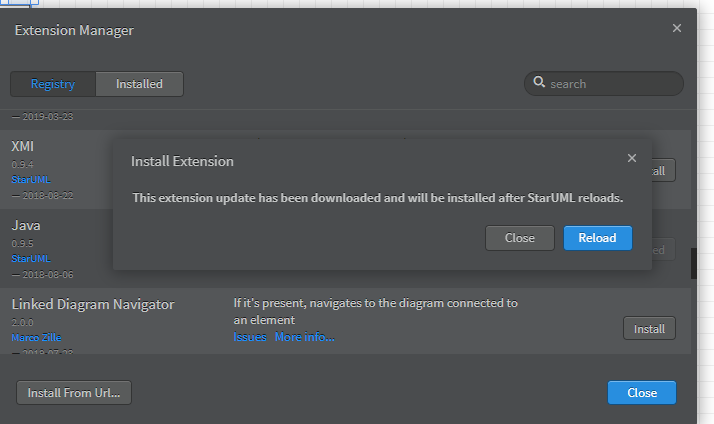 Extension Manager
×
Registry
Installed
search
— 2019-03-23
XMI
0.9.4
StarUML
— 2018-08-22
all
Install Extension
×
This extension update has been downloaded and will be installed after StarUML reloads.
Close
Reload
Java
0.9.5
StarUML
— 2018-08-06
ed
Linked Diagram Navigator
2.0.0
Marco Zille
If it's present, navigates to the diagram connected to
an element
Issues More info...
Install
Install From Url...
Close